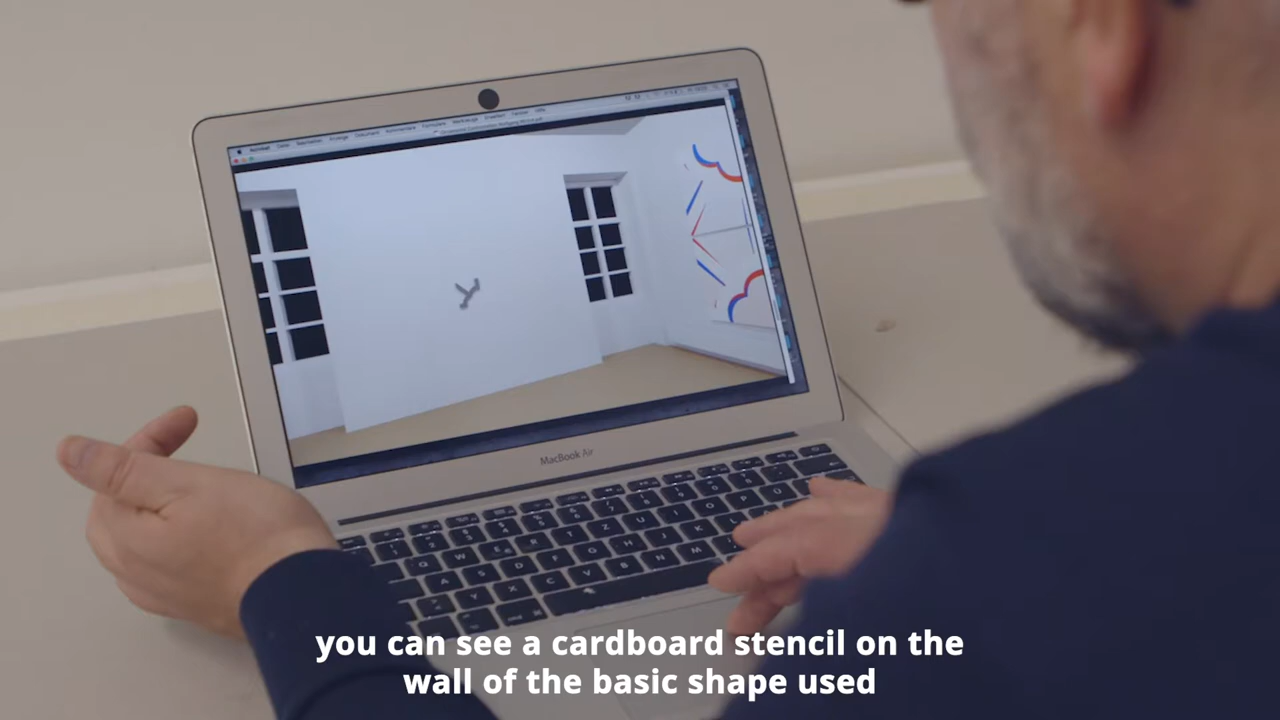 MacBook Air
Q W E R T Z U I O P Ü
A S D F G H J K L
Y X C V B N M
you can see a cardboard stencil on the
wall of the basic shape used